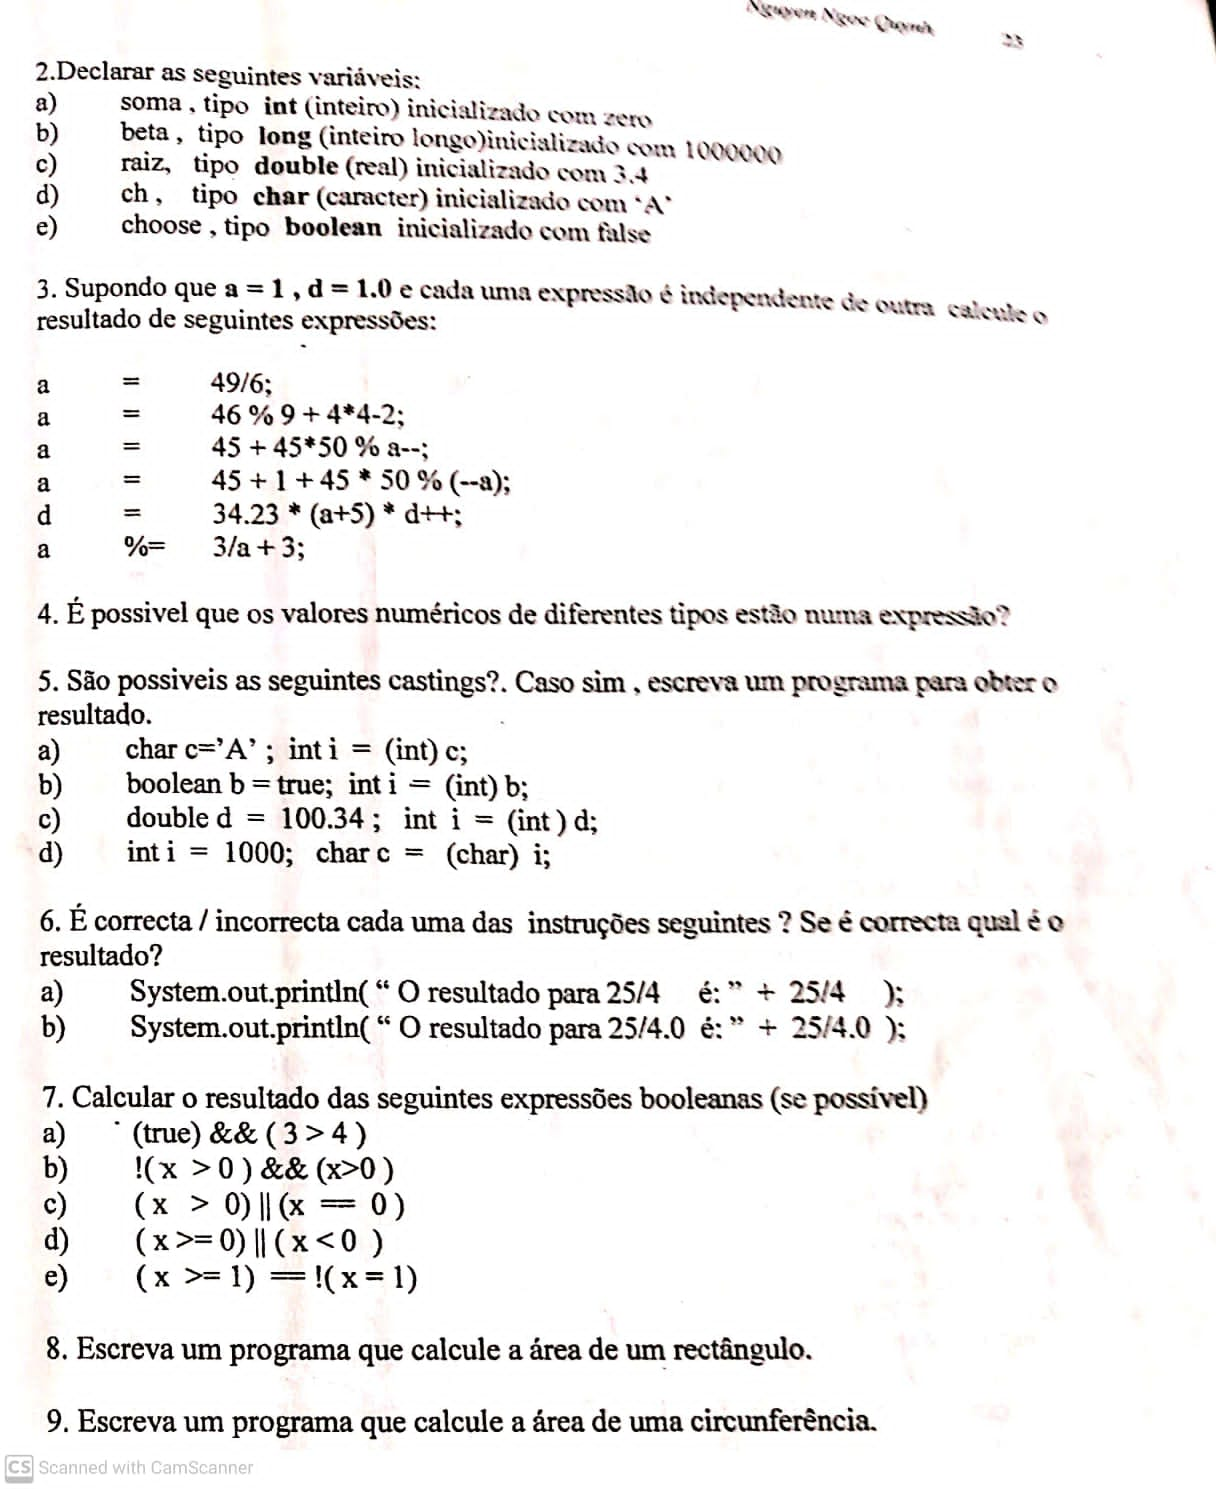 Nguyen Ngoc Quynh 23
2.Declarar as seguintes variáveis:
a) soma , tipo int (inteiro) inicializado com zero
b) beta , tipo long (inteiro longo)inicializado com 1000000
c) raiz, tipo double (real) inicializado com 3.4
d) ch , tipo char (caracter) inicializado com ‘A’
e) choose , tipo boolean inicializado com false
3. Supondo que a = 1 , d = 1.0 e cada uma expressão é independente de outra calcule o
resultado de seguintes expressões:
a = 49/6;
a = 46 % 9 + 4*4-2;
a = 45 + 45*50 % a--;
a = 45 + 1 + 45 * 50 % (--a);
d = 34.23 * (a+5) * d++;
a %= 3/a + 3;
4. É possivel que os valores numéricos de diferentes tipos estão numa expressão?
5. São possiveis as seguintes castings?. Caso sim , escreva um programa para obter o
resultado.
a) char c=’A’ ; int i = (int) c;
b) boolean b = true; int i = (int) b;
c) double d = 100.34 ; int i = (int ) d;
d) int i = 1000; char c = (char) i;
6. É correcta / incorrecta cada uma das instruções seguintes ? Se é correcta qual é o
resultado?
a) System.out.println( “ O resultado para 25/4 é: ” + 25/4 );
b) System.out.println( “ O resultado para 25/4.0 é: ” + 25/4.0 );
7. Calcular o resultado das seguintes expressões booleanas (se possível)
a) (true) && ( 3 > 4 )
b) !(x > 0 ) && (x>0 )
c) ( x > 0) || (x == 0 )
d) ( x >= 0) || ( x < 0 )
e) ( x >= 1) == !( x = 1)
8. Escreva um programa que calcule a área de um rectângulo.
9. Escreva um programa que calcule a área de uma circunferência.
CS Scanned with CamScanner